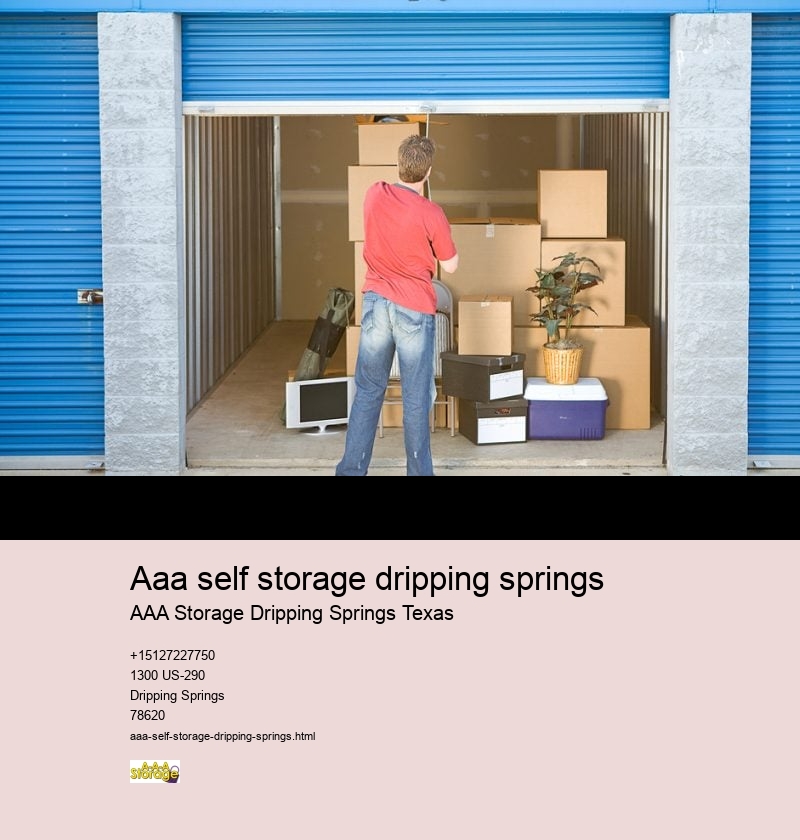 Aaa self storage dripping springs
AAA Storage Dripping Springs Texas
+15127227750
1300 US-290
Dripping Springs
78620
aaa-self-storage-dripping-springs.html
A-A-A
Storage